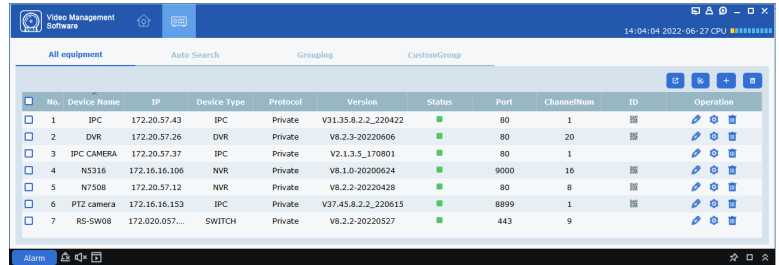 Video Management
Software
14:04:04 2022-06-27 CPU
All equipment Auto Search Grouping CustomGroup
No. Device Name IP Device Type Protocol Version Status Port ChannelNum ID Operation
1 IPC 172.20.57.43 IPC Private V31.35.8.2.2_220422 80 1
2 DVR 172.20.57.26 DVR Private V8.2.3-20220606 80 20
3 IPC CAMERA 172.20.57.37 IPC Private V2.1.3.5_170801 80 1
4 N5316 172.16.16.106 NVR Private V8.1.0-20200624 9000 16
5 N7508 172.20.57.12 NVR Private V8.2.2-20220428 80 8
6 PTZ camera 172.16.16.153 IPC Private V37.45.8.2.2_220615 8899 1
7 RS-SW08 172.020.057.... SWITCH Private V8.2.2-20220527 443 9
Alarm